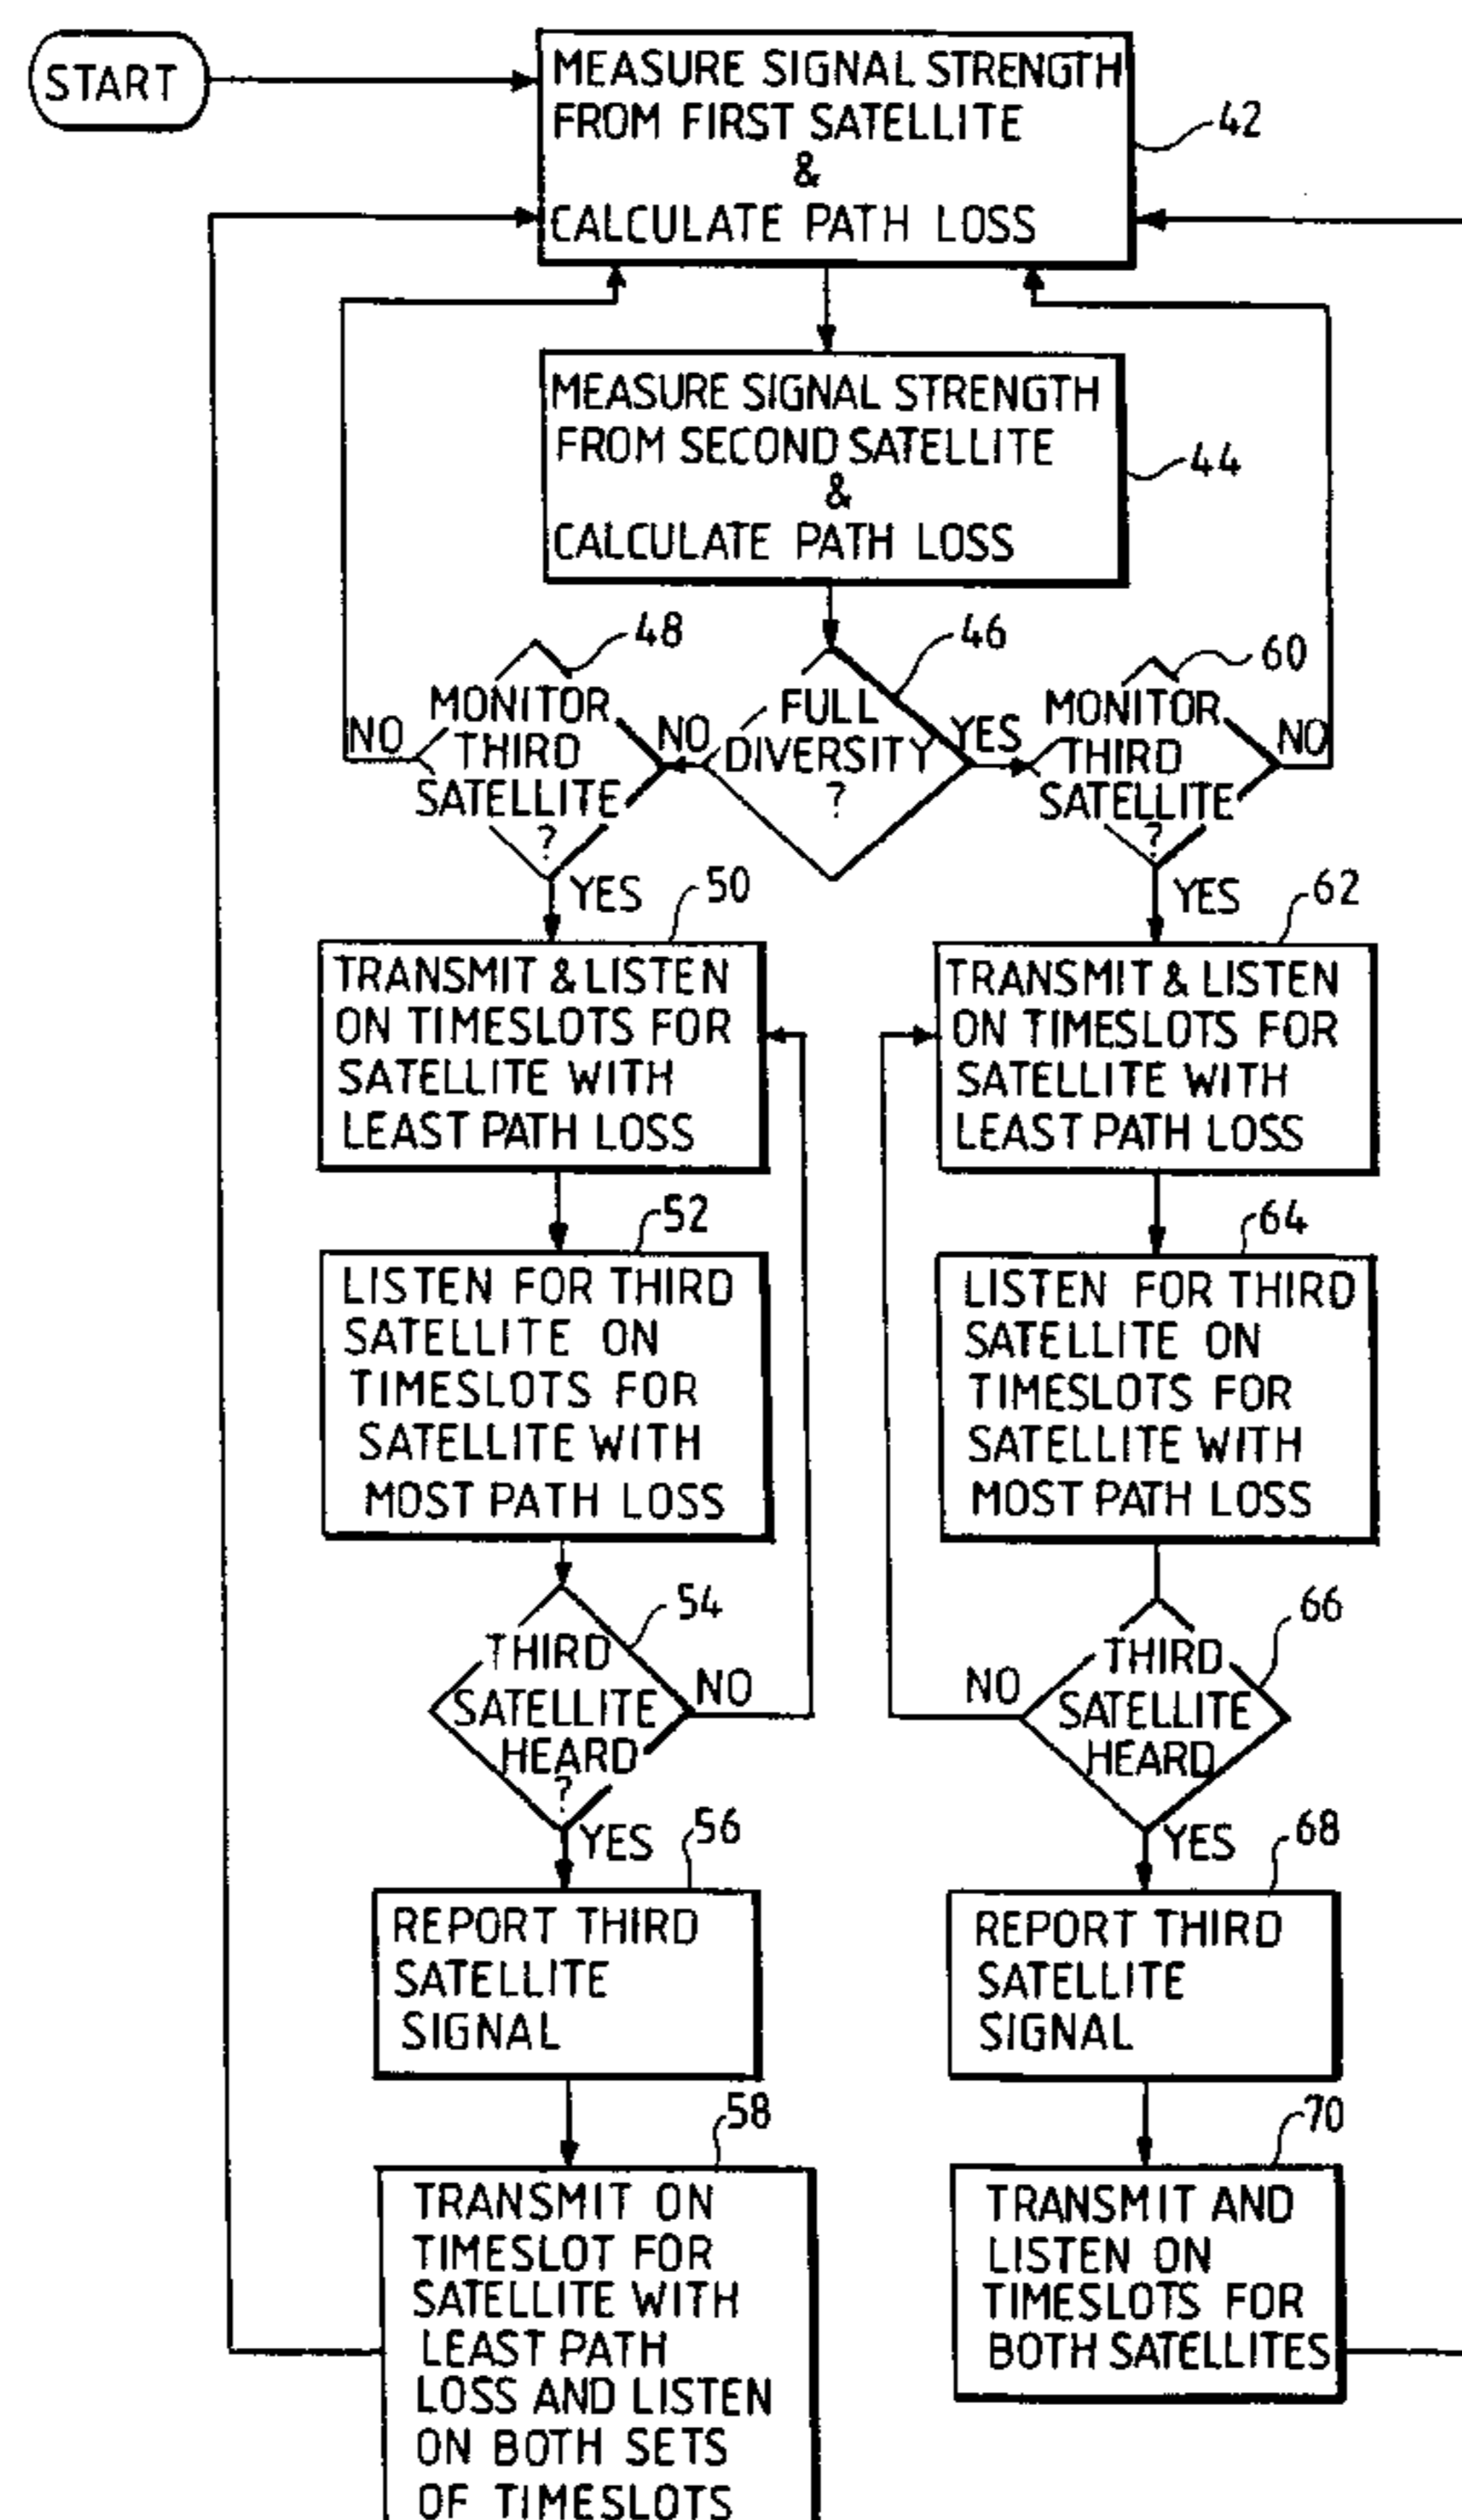 START
MEASURE SIGNAL STRENGTH
FROM FIRST SATELLITE
&
CALCULATE PATH LOSS
42
MEASURE SIGNAL STRENGTH
FROM SECOND SATELLITE
&
CALCULATE PATH LOSS
44
48
46
60
NO
MONITOR
THIRD
SATELLITE
?
NO
FULL
DIVERSITY
?
YES
MONITOR
THIRD
SATELLITE
?
NO
YES
50
YES
62
TRANSMIT & LISTEN
ON TIMESLOTS FOR
SATELLITE WITH
LEAST PATH LOSS
TRANSMIT & LISTEN
ON TIMESLOTS FOR
SATELLITE WITH
LEAST PATH LOSS
52
64
LISTEN FOR THIRD
SATELLITE ON
TIMESLOTS FOR
SATELLITE WITH
MOST PATH LOSS
LISTEN FOR THIRD
SATELLITE ON
TIMESLOTS FOR
SATELLITE WITH
MOST PATH LOSS
54
66
THIRD
SATELLITE
HEARD
?
NO
NO
THIRD
SATELLITE
HEARD
YES
56
YES
68
REPORT THIRD
SATELLITE
SIGNAL
REPORT THIRD
SATELLITE
SIGNAL
58
70
TRANSMIT ON
TIMESLOT FOR
SATELLITE WITH
LEAST PATH
LOSS AND LISTEN
ON BOTH SETS
OF TIMESLOTS
TRANSMIT AND
LISTEN ON
TIMESLOTS FOR
BOTH SATELLITES